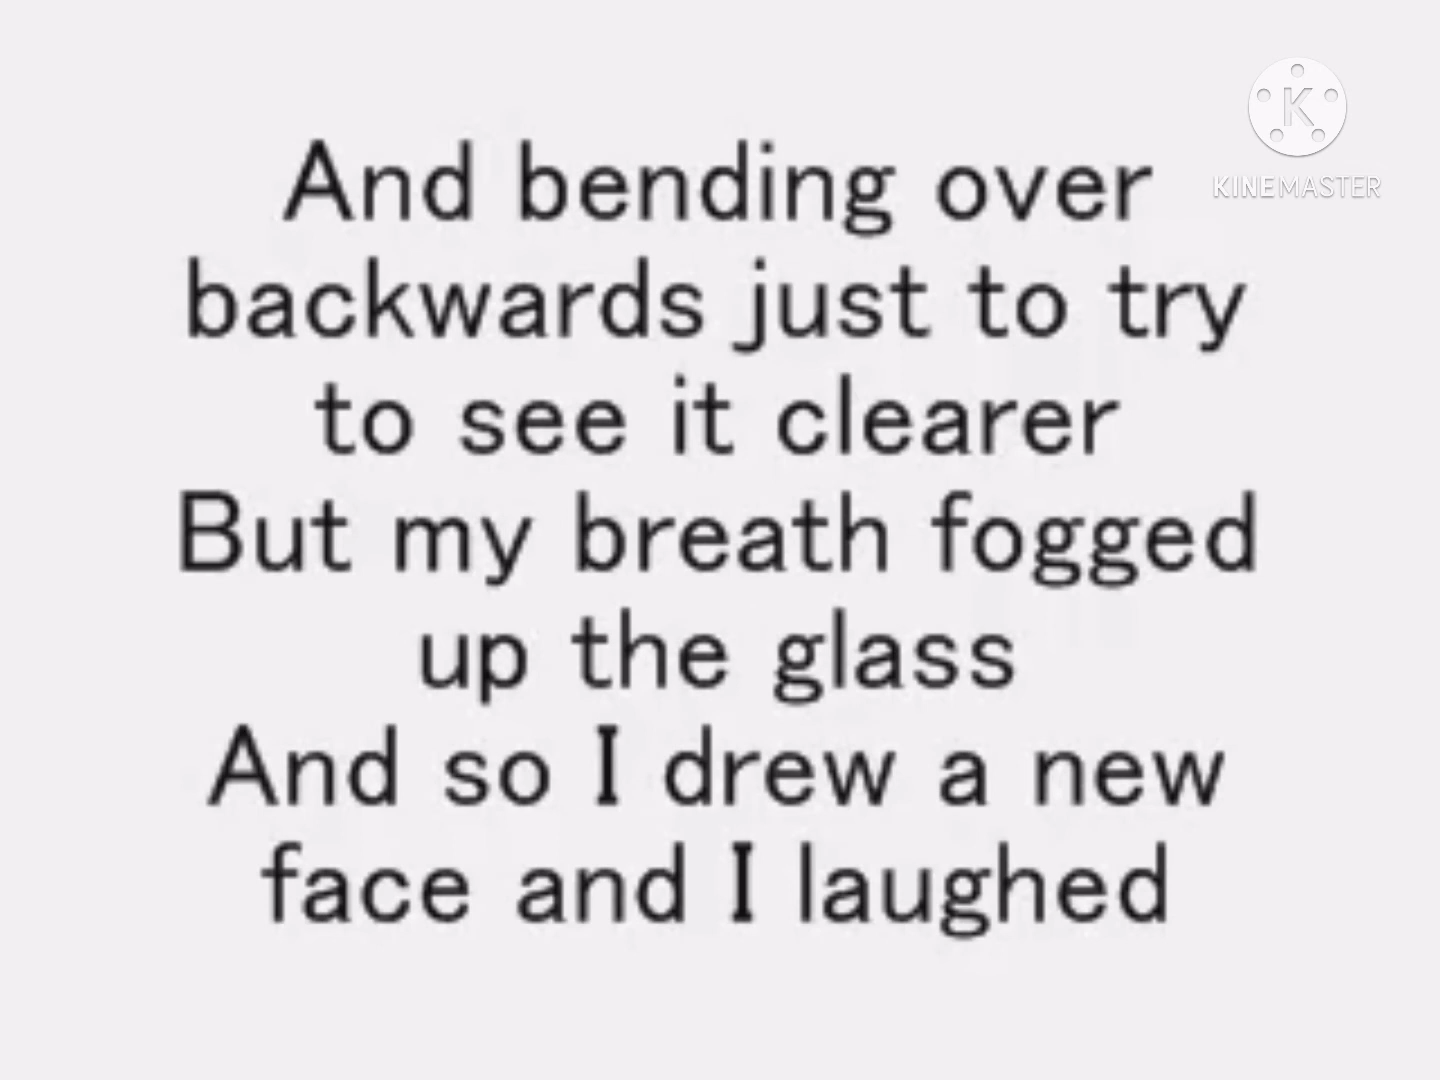 And bending over
backwards just to try
to see it clearer
But my breath fogged
up the glass
And so I drew a new
face and I laughed
K
KINEMASTER